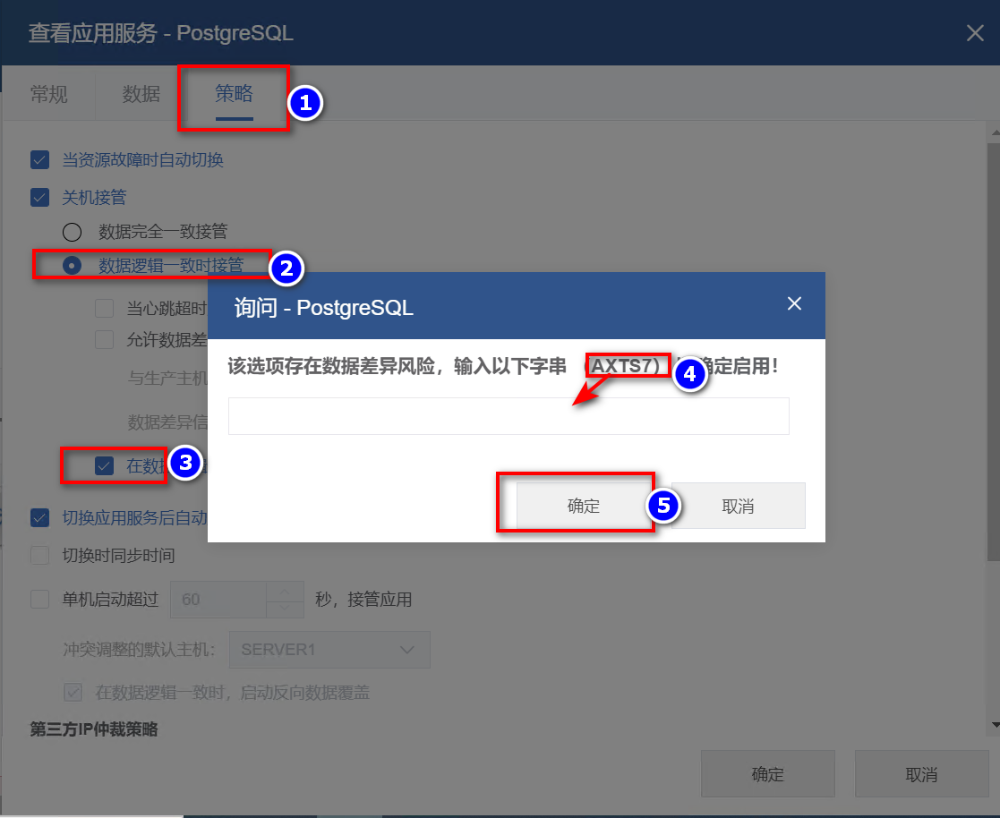 查看应用服务 - PostgreSQL
常规 数据 策略 1
当资源故障时自动切换
关机接管
数据完全一致接管
数据逻辑一致时接管 2
当心跳超时
询问 - PostgreSQL
允许数据差
该选项存在数据差异风险，输入以下字串 （AXTS7） 4 确定启用！
与生产主机
数据差异信
在数据 3
确定 5 取消
切换应用服务后自动
切换时同步时间
单机启动超过 60 秒，接管应用
冲突调整的默认主机： SERVER1
在数据逻辑一致时，启动反向数据覆盖
第三方IP仲裁策略
确定 取消